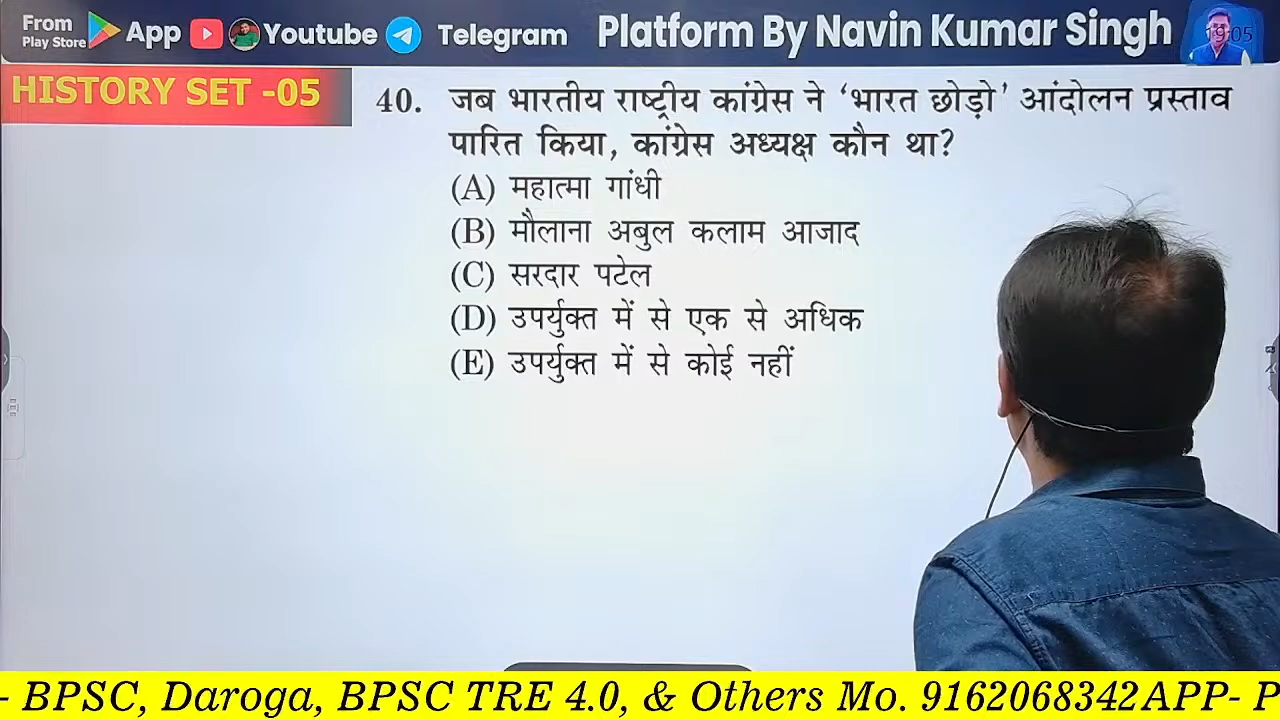 From
Play Store
App
Youtube
Telegram
Platform By Navin Kumar Singh
05
HISTORY SET -05
40. जब भारतीय राष्ट्रीय कांग्रेस ने ‘भारत छोड़ो’ आंदोलन प्रस्ताव
पारित किया, कांग्रेस अध्यक्ष कौन था?
(A) महात्मा गांधी
(B) मौलाना अबुल कलाम आजाद
(C) सरदार पटेल
(D) उपर्युक्त में से एक से अधिक
(E) उपर्युक्त में से कोई नहीं
- BPSC, Daroga, BPSC TRE 4.0, & Others Mo. 9162068342APP- P